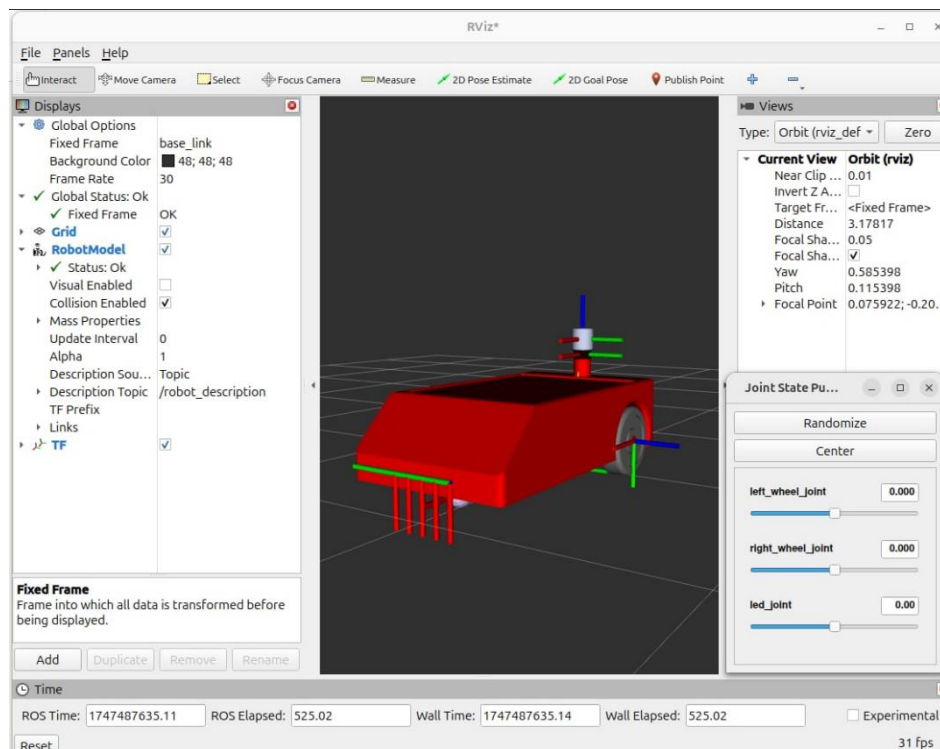 RViz*
File Panels Help
Interact Move Camera Select Focus Camera Measure 2D Pose Estimate 2D Goal Pose Publish Point
Displays
Global Options
Fixed Frame base_link
Background Color 48; 48; 48
Frame Rate 30
Global Status: Ok
Fixed Frame OK
Grid
RobotModel
Status: Ok
Visual Enabled
Collision Enabled
Mass Properties
Update Interval 0
Alpha 1
Description Sou... Topic
Description Topic /robot_description
TF Prefix
Links
TF
Fixed Frame
Frame into which all data is transformed before
being displayed.
Add Duplicate Remove Rename
Views
Type: Orbit (rviz_def Zero
Current View Orbit (rviz)
Near Clip ... 0.01
Invert Z A...
Target Fr... <Fixed Frame>
Distance 3.17817
Focal Sha... 0.05
Focal Sha...
Yaw 0.585398
Pitch 0.115398
Focal Point 0.075922; -0.20...
Joint State Pu...
Randomize
Center
left_wheel_joint 0.000
right_wheel_joint 0.000
led_joint 0.00
Time
ROS Time: 1747487635.11 ROS Elapsed: 525.02 Wall Time: 1747487635.14 Wall Elapsed: 525.02 Experimental
Reset 31 fps